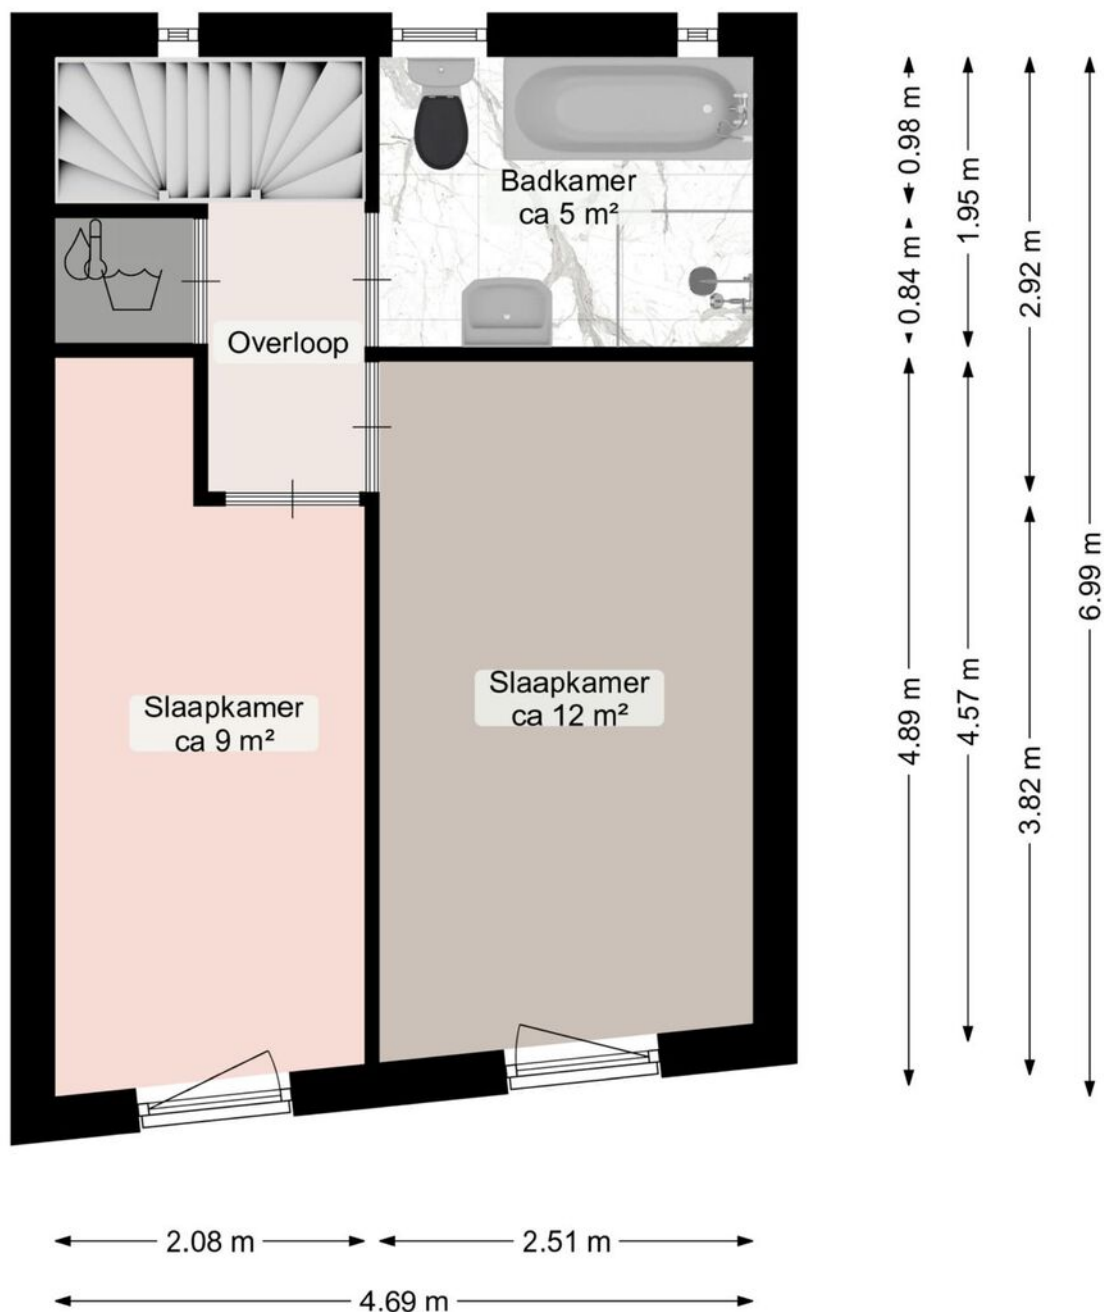 Badkamer
ca 5 m²
Overloop
Slaapkamer
ca 9 m²
Slaapkamer
ca 12 m²
0.98 m
0.84 m
4.89 m
1.95 m
4.57 m
2.92 m
3.82 m
6.99 m
2.08 m
2.51 m
4.69 m